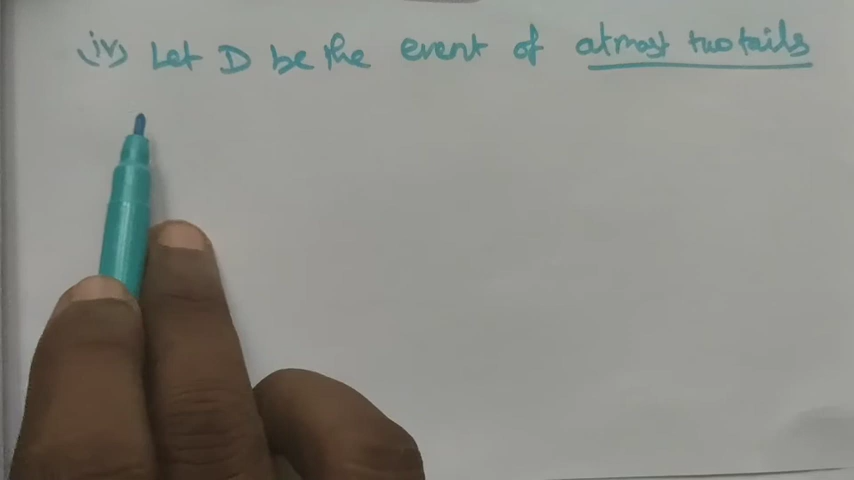 (iv) Let D be the event of atmost two tails